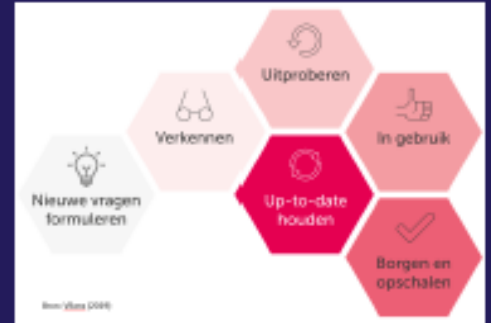 Uitproberen
Verkennen
In gebruik
Nieuwe vragen
formuleren
Up-to-date
houden
Borgen en
opschalen